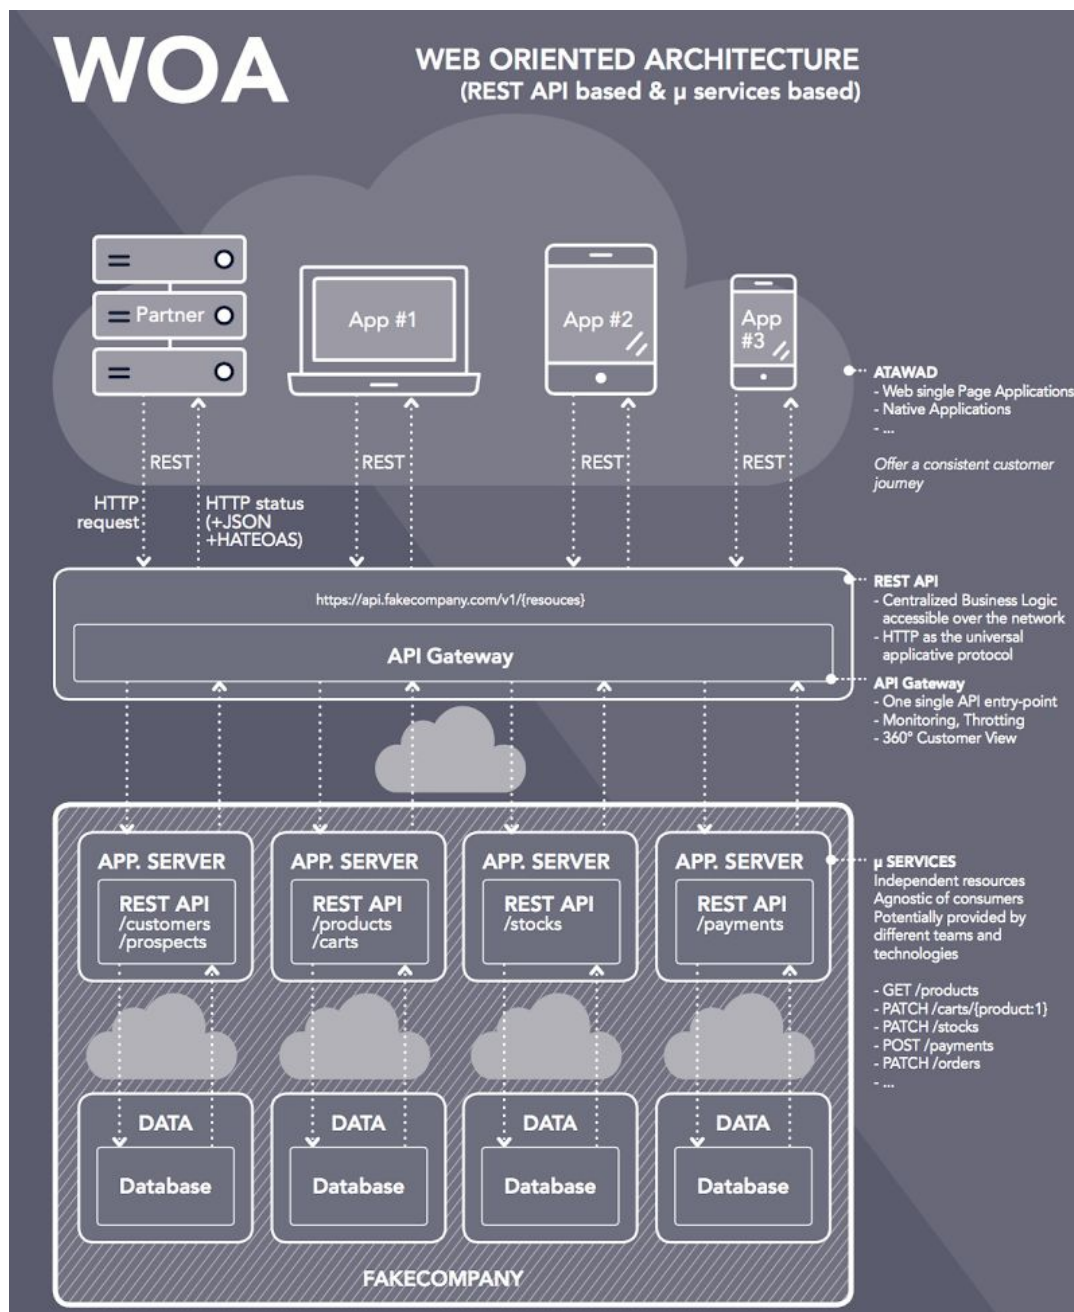 WOA
WEB ORIENTED ARCHITECTURE
(REST API based & μ services based)
Partner
App #1
App #2
App
#3
ATAWAD
- Web single Page Applications
- Native Applications
- ...
Offer a consistent customer
journey
REST
REST
REST
REST
HTTP
request
HTTP status
(+JSON
+HATEOAS)
https://api.fakecompany.com/v1/{resouces}
API Gateway
REST API
- Centralized Business Logic
accessible over the network
- HTTP as the universal
applicative protocol
API Gateway
- One single API entry-point
- Monitoring, Throtting
- 360° Customer View
APP. SERVER
REST API
/customers
/prospects
APP. SERVER
REST API
/products
/carts
APP. SERVER
REST API
/stocks
APP. SERVER
REST API
/payments
μ SERVICES
Independent resources
Agnostic of consumers
Potentially provided by
different teams and
technologies
- GET /products
- PATCH /carts/{product:1}
- PATCH /stocks
- POST /payments
- PATCH /orders
- ...
DATA
Database
DATA
Database
DATA
Database
DATA
Database
FAKECOMPANY